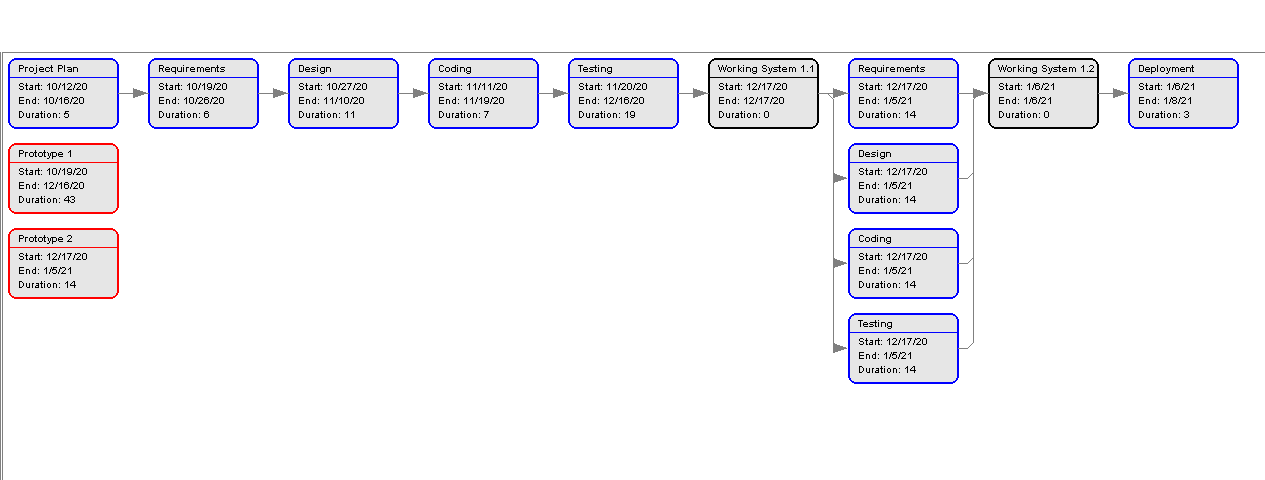 Project Plan
Start: 10/12/20
End: 10/16/20
Duration: 5
Requirements
Start: 10/19/20
End: 10/26/20
Duration: 6
Design
Start: 10/27/20
End: 11/10/20
Duration: 11
Coding
Start: 11/11/20
End: 11/19/20
Duration: 7
Testing
Start: 11/20/20
End: 12/16/20
Duration: 19
Working System 1.1
Start: 12/17/20
End: 12/17/20
Duration: 0
Requirements
Start: 12/17/20
End: 1/5/21
Duration: 14
Working System 1.2
Start: 1/6/21
End: 1/6/21
Duration: 0
Deployment
Start: 1/6/21
End: 1/8/21
Duration: 3
Prototype 1
Start: 10/19/20
End: 12/16/20
Duration: 43
Design
Start: 12/17/20
End: 1/5/21
Duration: 14
Prototype 2
Start: 12/17/20
End: 1/5/21
Duration: 14
Coding
Start: 12/17/20
End: 1/5/21
Duration: 14
Testing
Start: 12/17/20
End: 1/5/21
Duration: 14